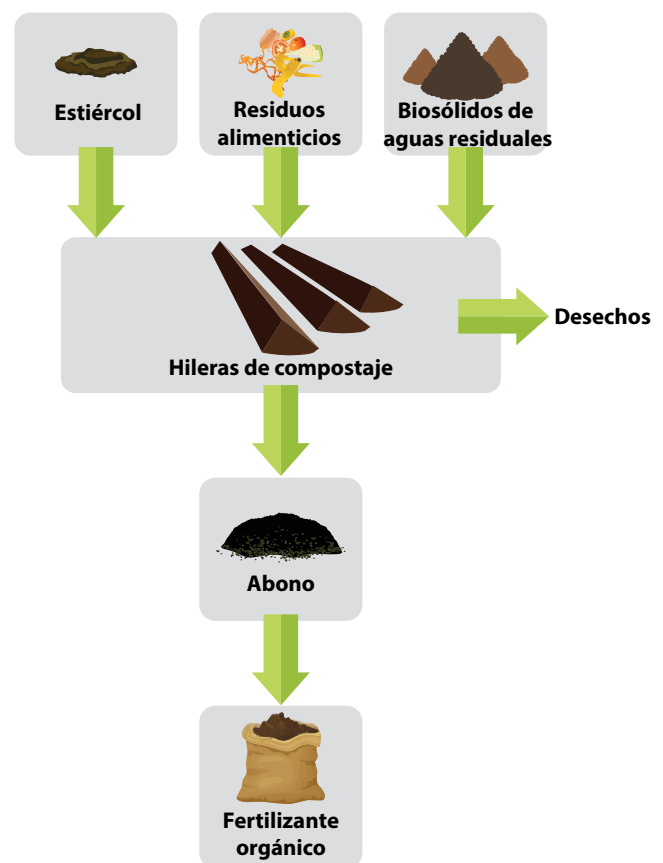 Estiércol
Residuos
alimenticios
Biosólidos de
aguas residuales
Desechos
Hileras de compostaje
Abono
Fertilizante
orgánico